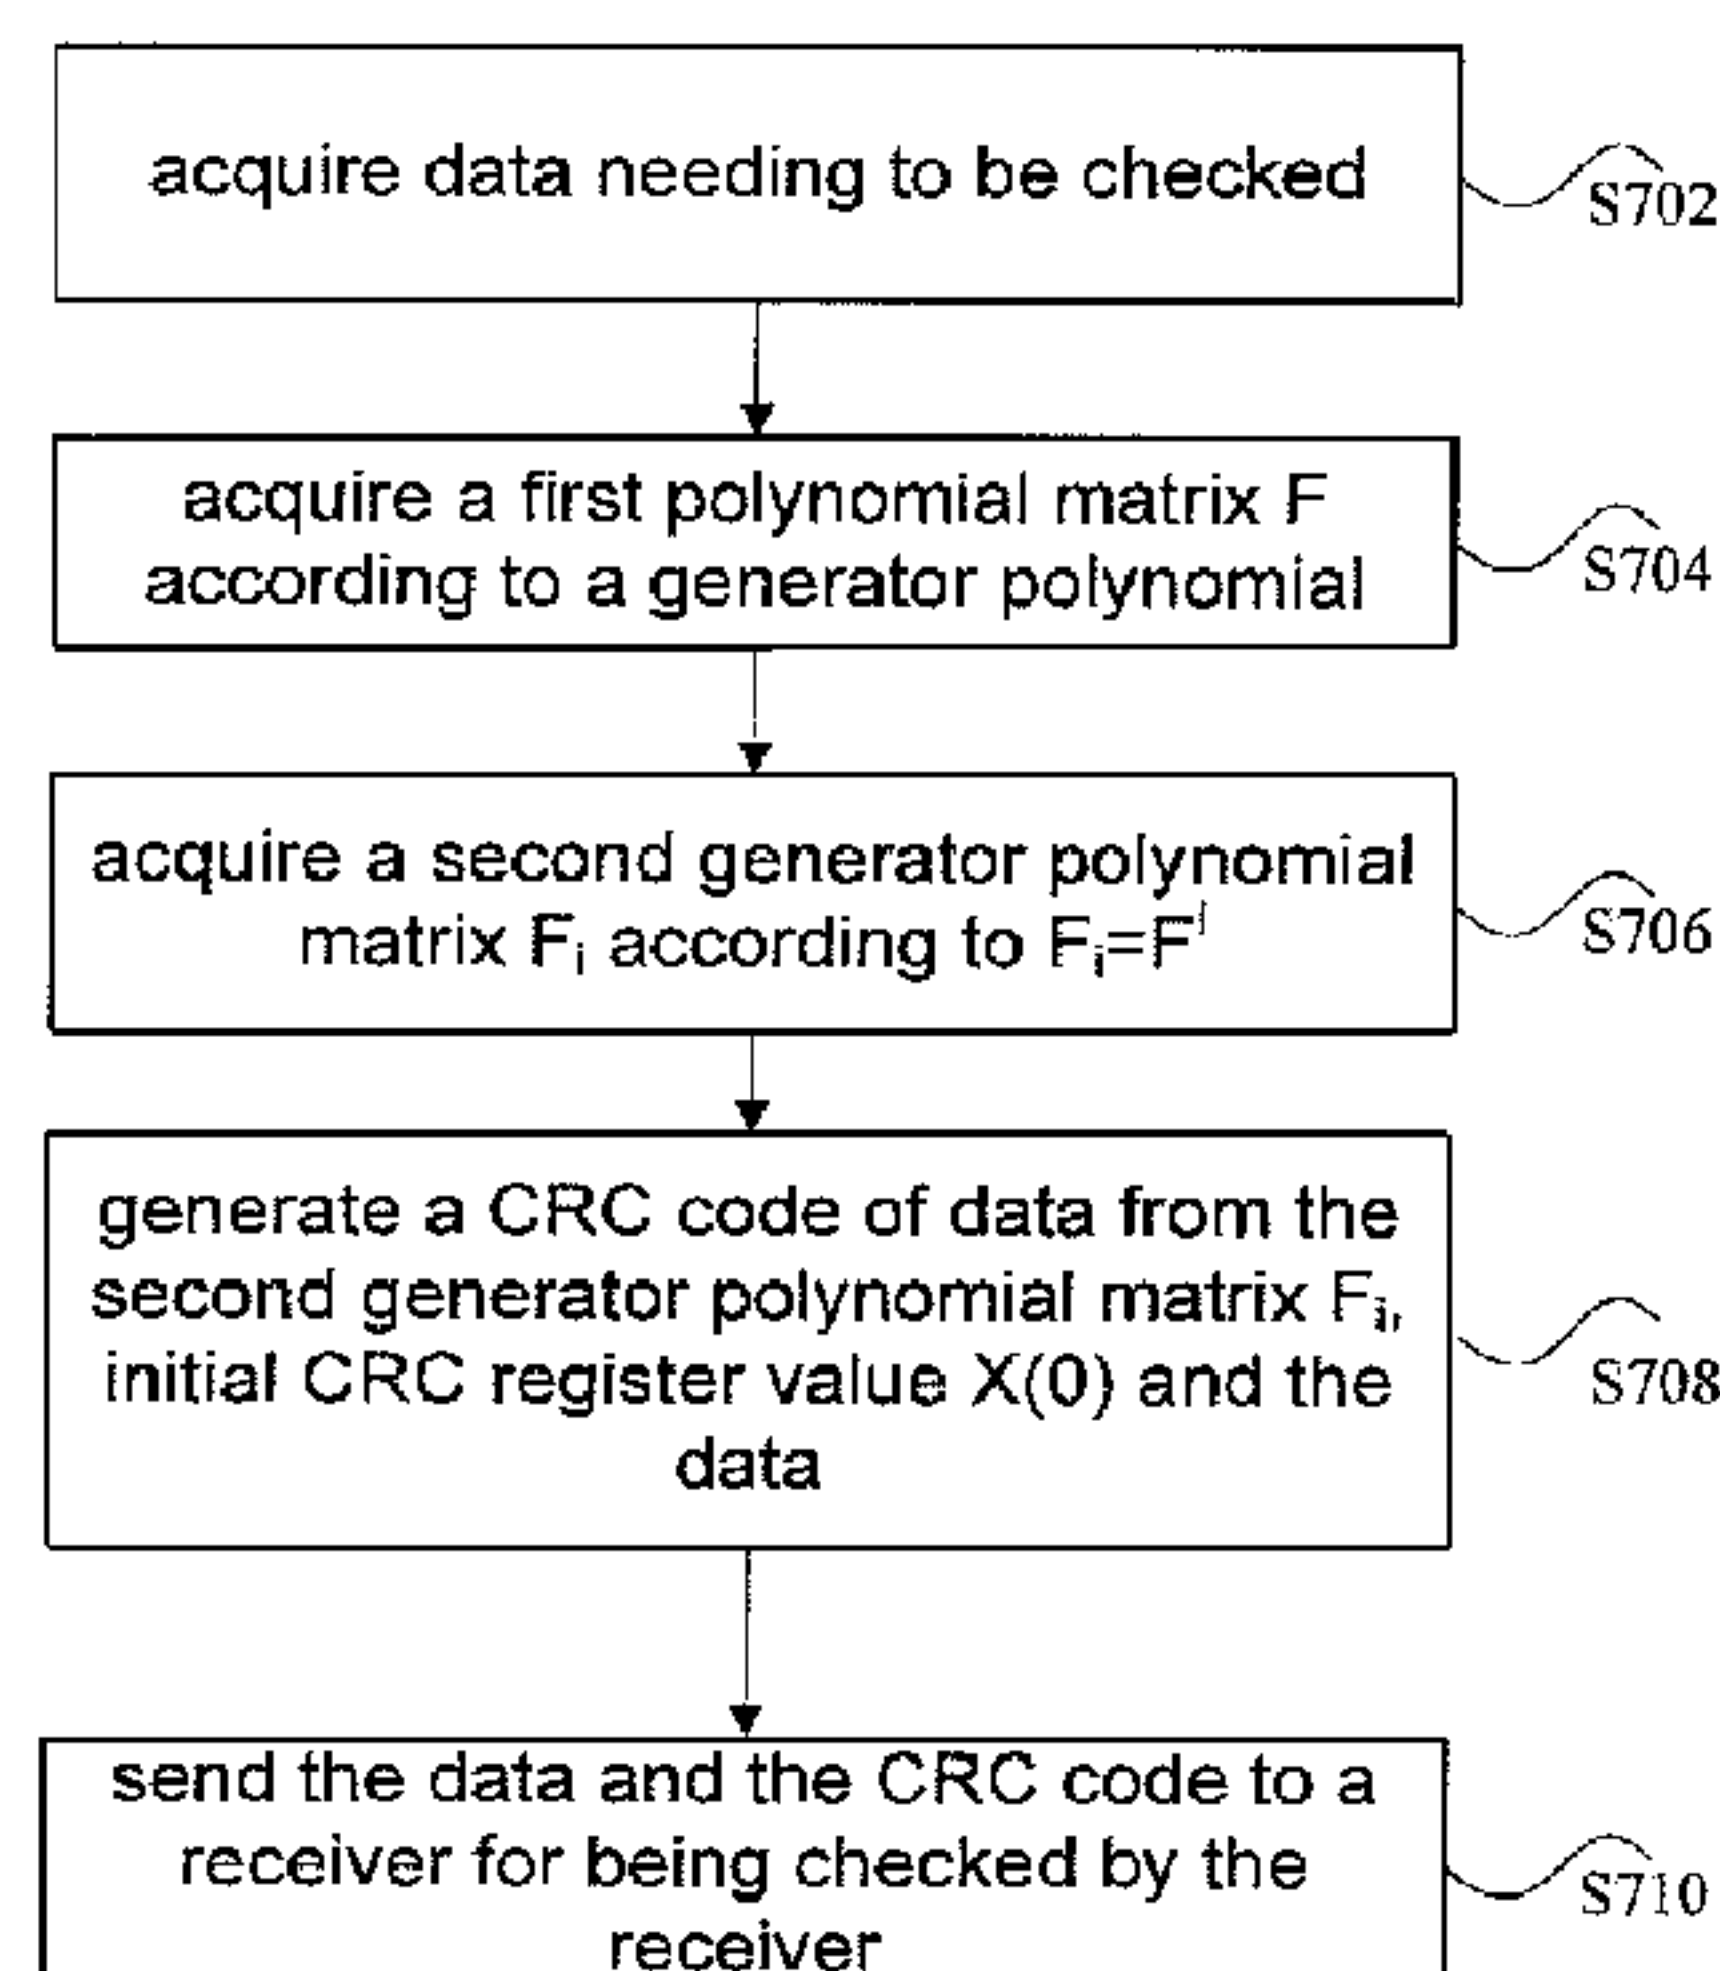 acquire data needing to be checked
S702
acquire a first polynomial matrix F
according to a generator polynomial
S704
acquire a second generator polynomial
matrix Fᵢ according to Fᵢ=Fⁱ
S706
generate a CRC code of data from the
second generator polynomial matrix Fᵢ,
initial CRC register value X(0) and the
data
S708
send the data and the CRC code to a
receiver for being checked by the
receiver
S710